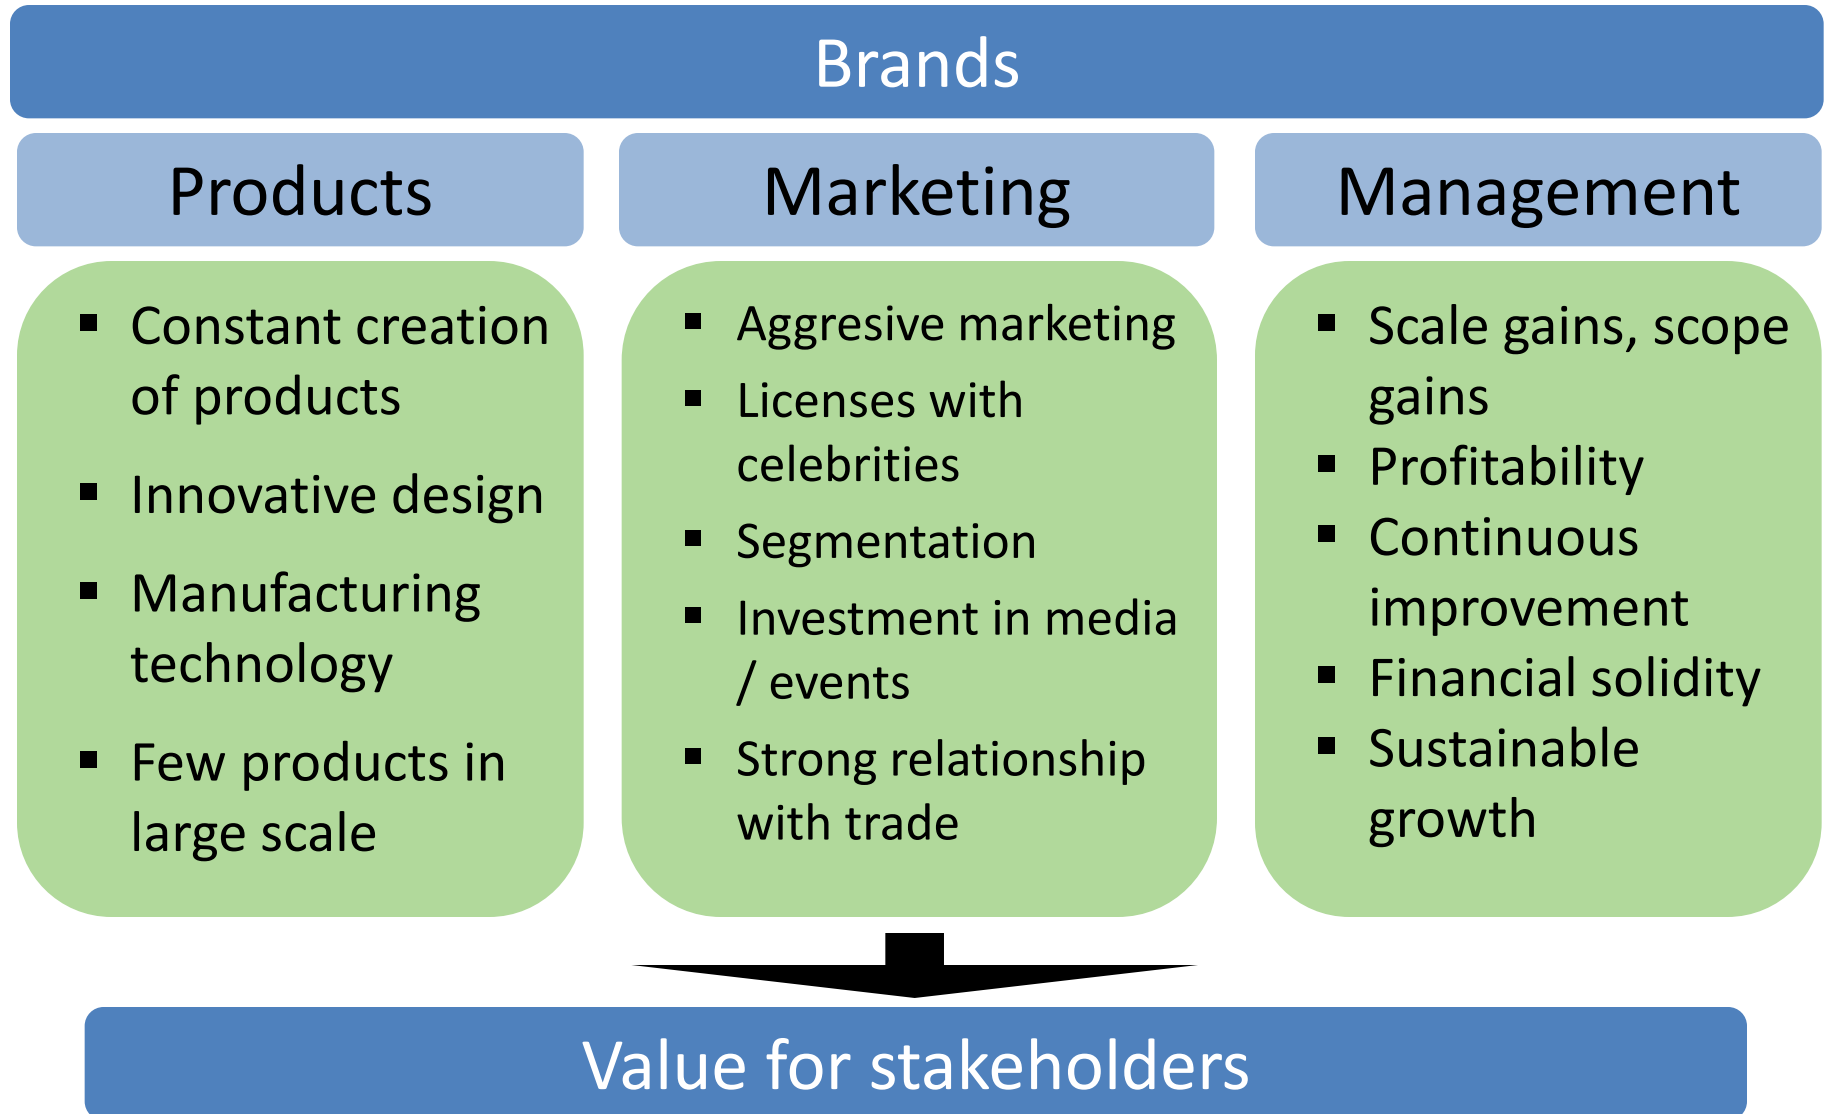 Brands
Products
Marketing
Management
▪ Constant creation
of products
▪ Innovative design
▪ Manufacturing
technology
▪ Few products in
large scale
▪ Aggresive marketing
▪ Licenses with
celebrities
▪ Segmentation
▪ Investment in media
/ events
▪ Strong relationship
with trade
▪ Scale gains, scope
gains
▪ Profitability
▪ Continuous
improvement
▪ Financial solidity
▪ Sustainable
growth
Value for stakeholders